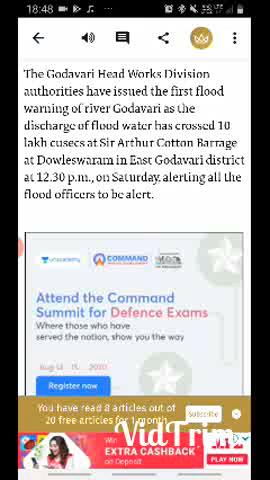 18:48
The Godavari Head Works Division
authorities have issued the first flood
warning of river Godavari as the
discharge of flood water has crossed 10
lakh cusecs at Sir Arthur Cotton Barrage
at Dowleswaram in East Godavari district
at 12.30 p.m., on Saturday, alerting all the
flood officers to be alert.
unacademy
COMMAND
Attend the Command
Summit for Defence Exams
Where those who have
served the nation, show you the way
Aug 14 - 15, 2020
Register now
You have read 8 articles out of
20 free articles for 1 month.
Subscribe
Win
EXTRA CASHBACK
on Deposit
PLAY NOW
VidTrim